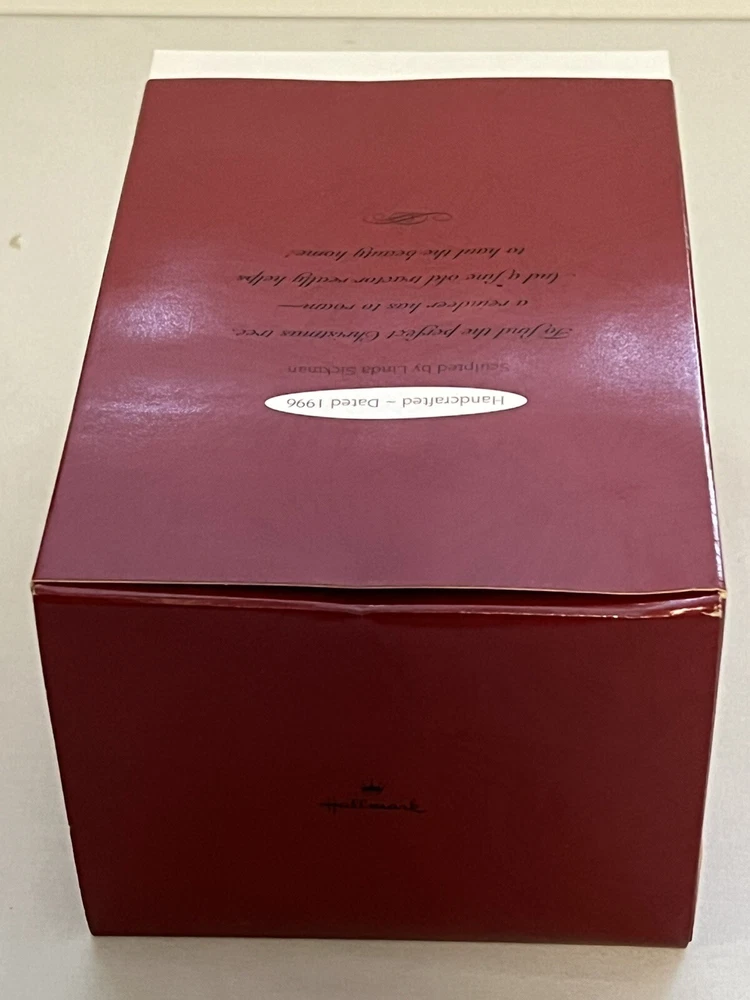 Handcrafted – Dated 1996
Sculpted by Linda Sickman
To find the perfect Christmas tree,
a reindeer has to roam—
And a fine old tractor really helps
to haul the beauty home!
Hallmark